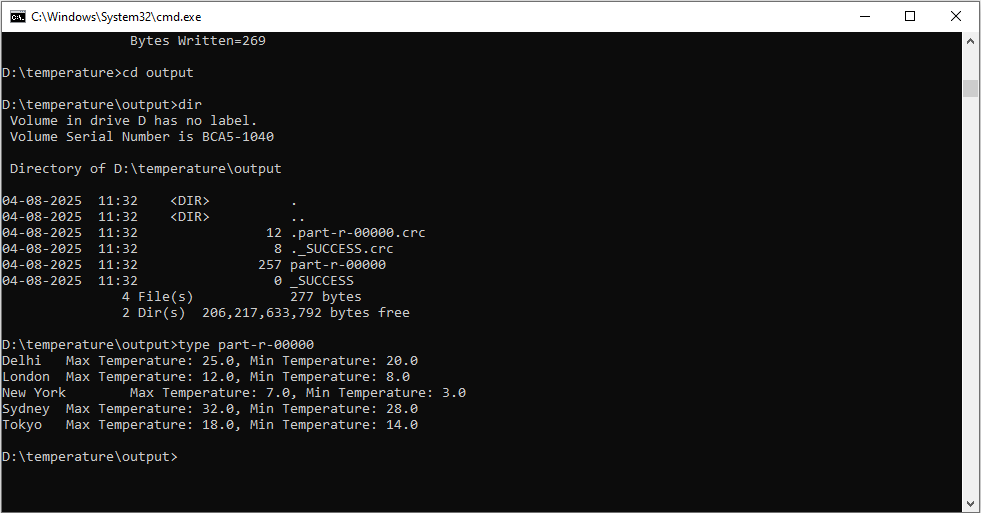 C:\Windows\System32\cmd.exe
Bytes Written=269
D:\temperature>cd output
D:\temperature\output>dir
Volume in drive D has no label.
Volume Serial Number is BCA5-1040
Directory of D:\temperature\output
04-08-2025  11:32    <DIR>          .
04-08-2025  11:32    <DIR>          ..
04-08-2025  11:32                12 .part-r-00000.crc
04-08-2025  11:32                 8 ._SUCCESS.crc
04-08-2025  11:32               257 part-r-00000
04-08-2025  11:32                 0 _SUCCESS
4 File(s)            277 bytes
2 Dir(s)  206,217,633,792 bytes free
D:\temperature\output>type part-r-00000
Delhi   Max Temperature: 25.0, Min Temperature: 20.0
London  Max Temperature: 12.0, Min Temperature: 8.0
New York        Max Temperature: 7.0, Min Temperature: 3.0
Sydney  Max Temperature: 32.0, Min Temperature: 28.0
Tokyo   Max Temperature: 18.0, Min Temperature: 14.0
D:\temperature\output>